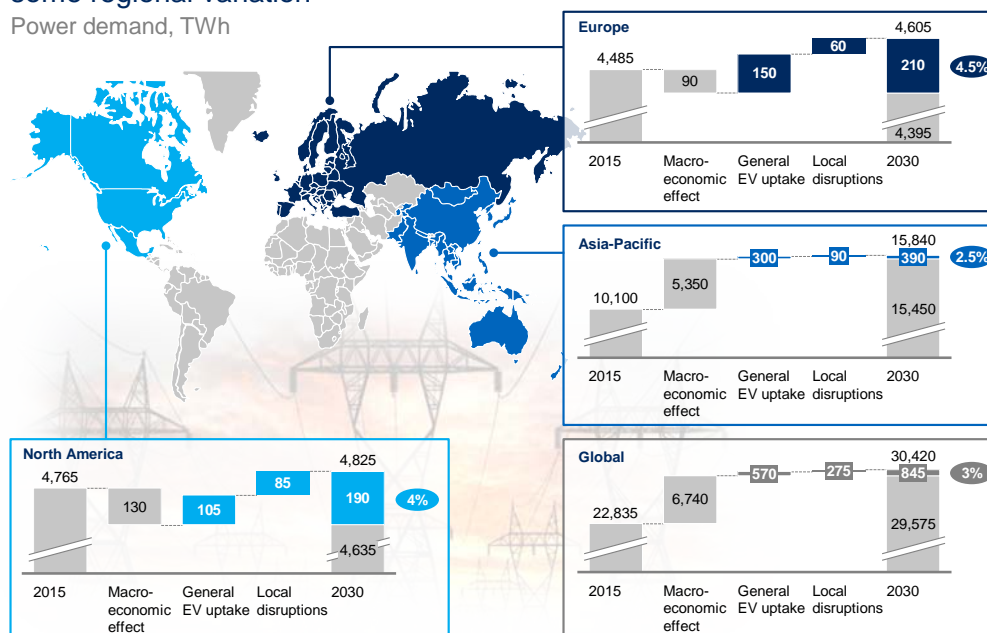 some regional variation
Power demand, TWh
Europe
4,485
90
150
60
4,605
210
4.5%
4,395
2015
Macro-
economic
effect
General
EV uptake
Local
disruptions
2030
Asia-Pacific
10,100
5,350
300
90
15,840
390
2.5%
15,450
2015
Macro-
economic
effect
General
EV uptake
Local
disruptions
2030
North America
4,765
130
105
85
4,825
190
4%
4,635
2015
Macro-
economic
effect
General
EV uptake
Local
disruptions
2030
Global
22,835
6,740
570
275
30,420
845
3%
29,575
2015
Macro-
economic
effect
General
EV uptake
Local
disruptions
2030